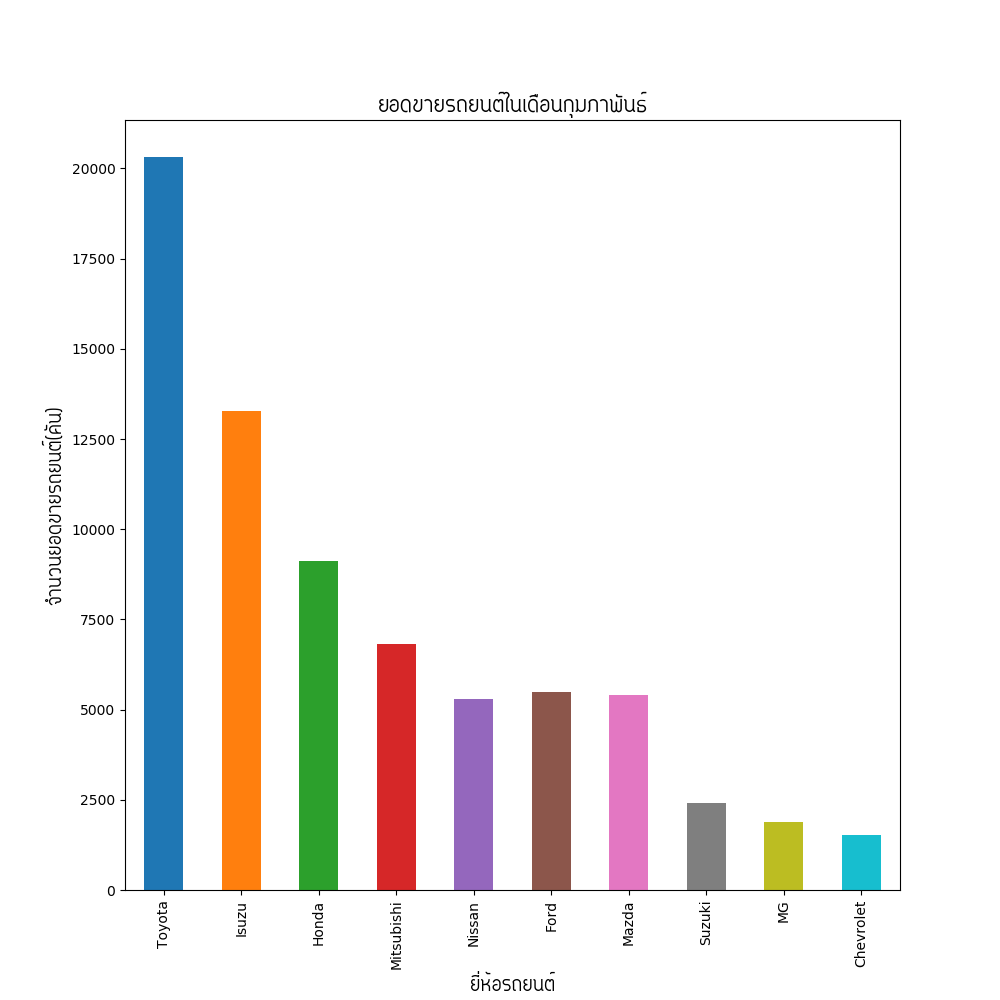 ยอดขายรถยนต์ในเดือนกุมภาพันธ์
จำนวนยอดขายรถยนต์(คัน)
20000
17500
15000
12500
10000
7500
5000
2500
0
Toyota
Isuzu
Honda
Mitsubishi
Nissan
Ford
Mazda
Suzuki
MG
Chevrolet
ยี่ห้อรถยนต์